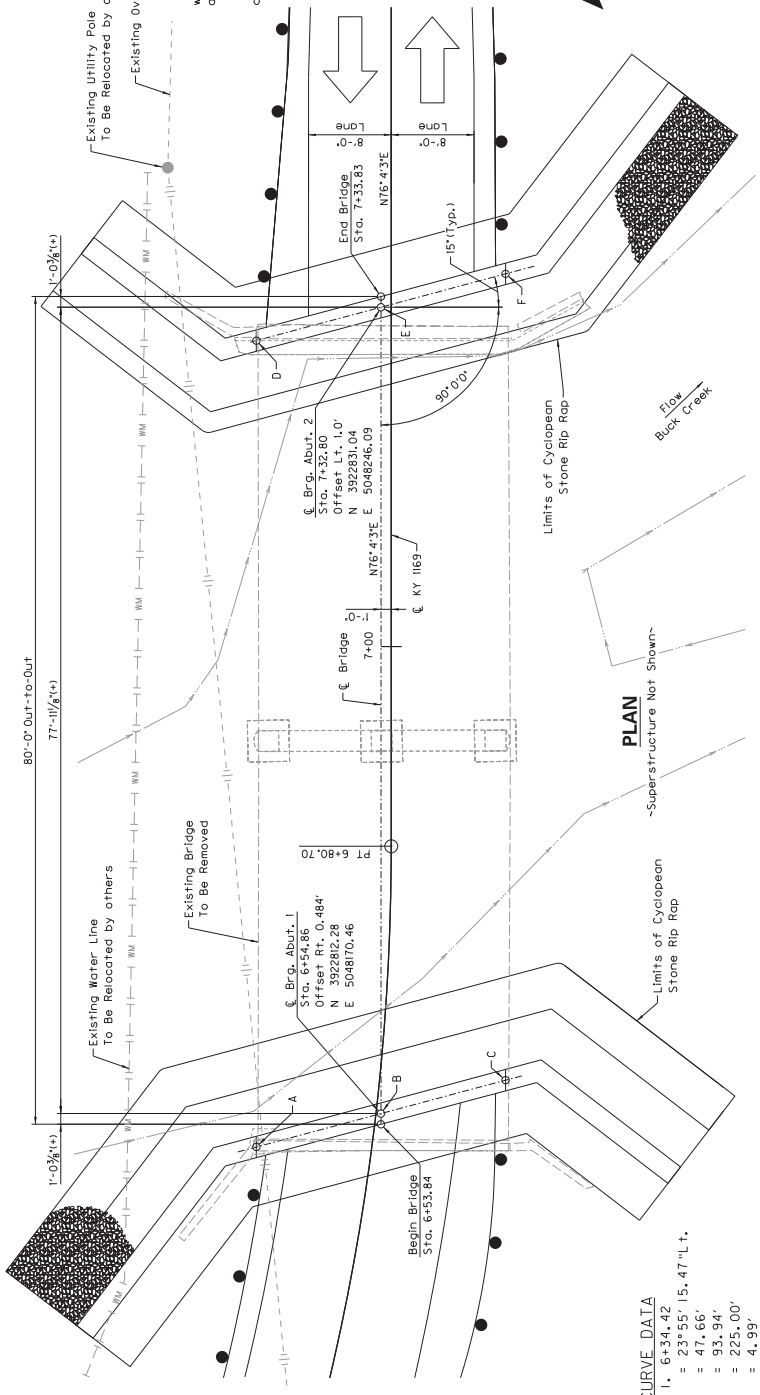 Existing Utility Pole
To Be Relocated by
Existing
80'-0" Out-to-Out
77'-11⅛"(±)
1'-0⅜"(±)
1'-0⅜"(±)
Existing Water Line
To Be Relocated by others
WM
WM
WM
WM
WM
WM
Existing Bridge
To Be Removed
End Bridge
Sta. 7+33.83
8'-0"
Lane
8'-0"
Lane
N76°4'3"E
15°(Typ.)
90°0'0"
D
E
F
℄ Brg. Abut. 2
Sta. 7+32.80
Offset Lt. 1.0'
N 3922831.04
E 5048246.09
N76°4'3"E
℄ KY 1169
1'-0"
℄ Bridge
7+00
PT 6+80.70
℄ Brg. Abut. 1
Sta. 6+54.86
Offset Rt. 0.484'
N 3922812.28
E 5048170.46
A
B
C
Begin Bridge
Sta. 6+53.84
Limits of Cyclopean
Stone Rip Rap
Flow
Buck Creek
Limits of Cyclopean
Stone Rip Rap
PLAN
~Superstructure Not Shown~
CURVE DATA
6+34.42
= 23°55' 15.47"Lt.
= 47.66'
= 93.94'
= 225.00'
= 4.99'